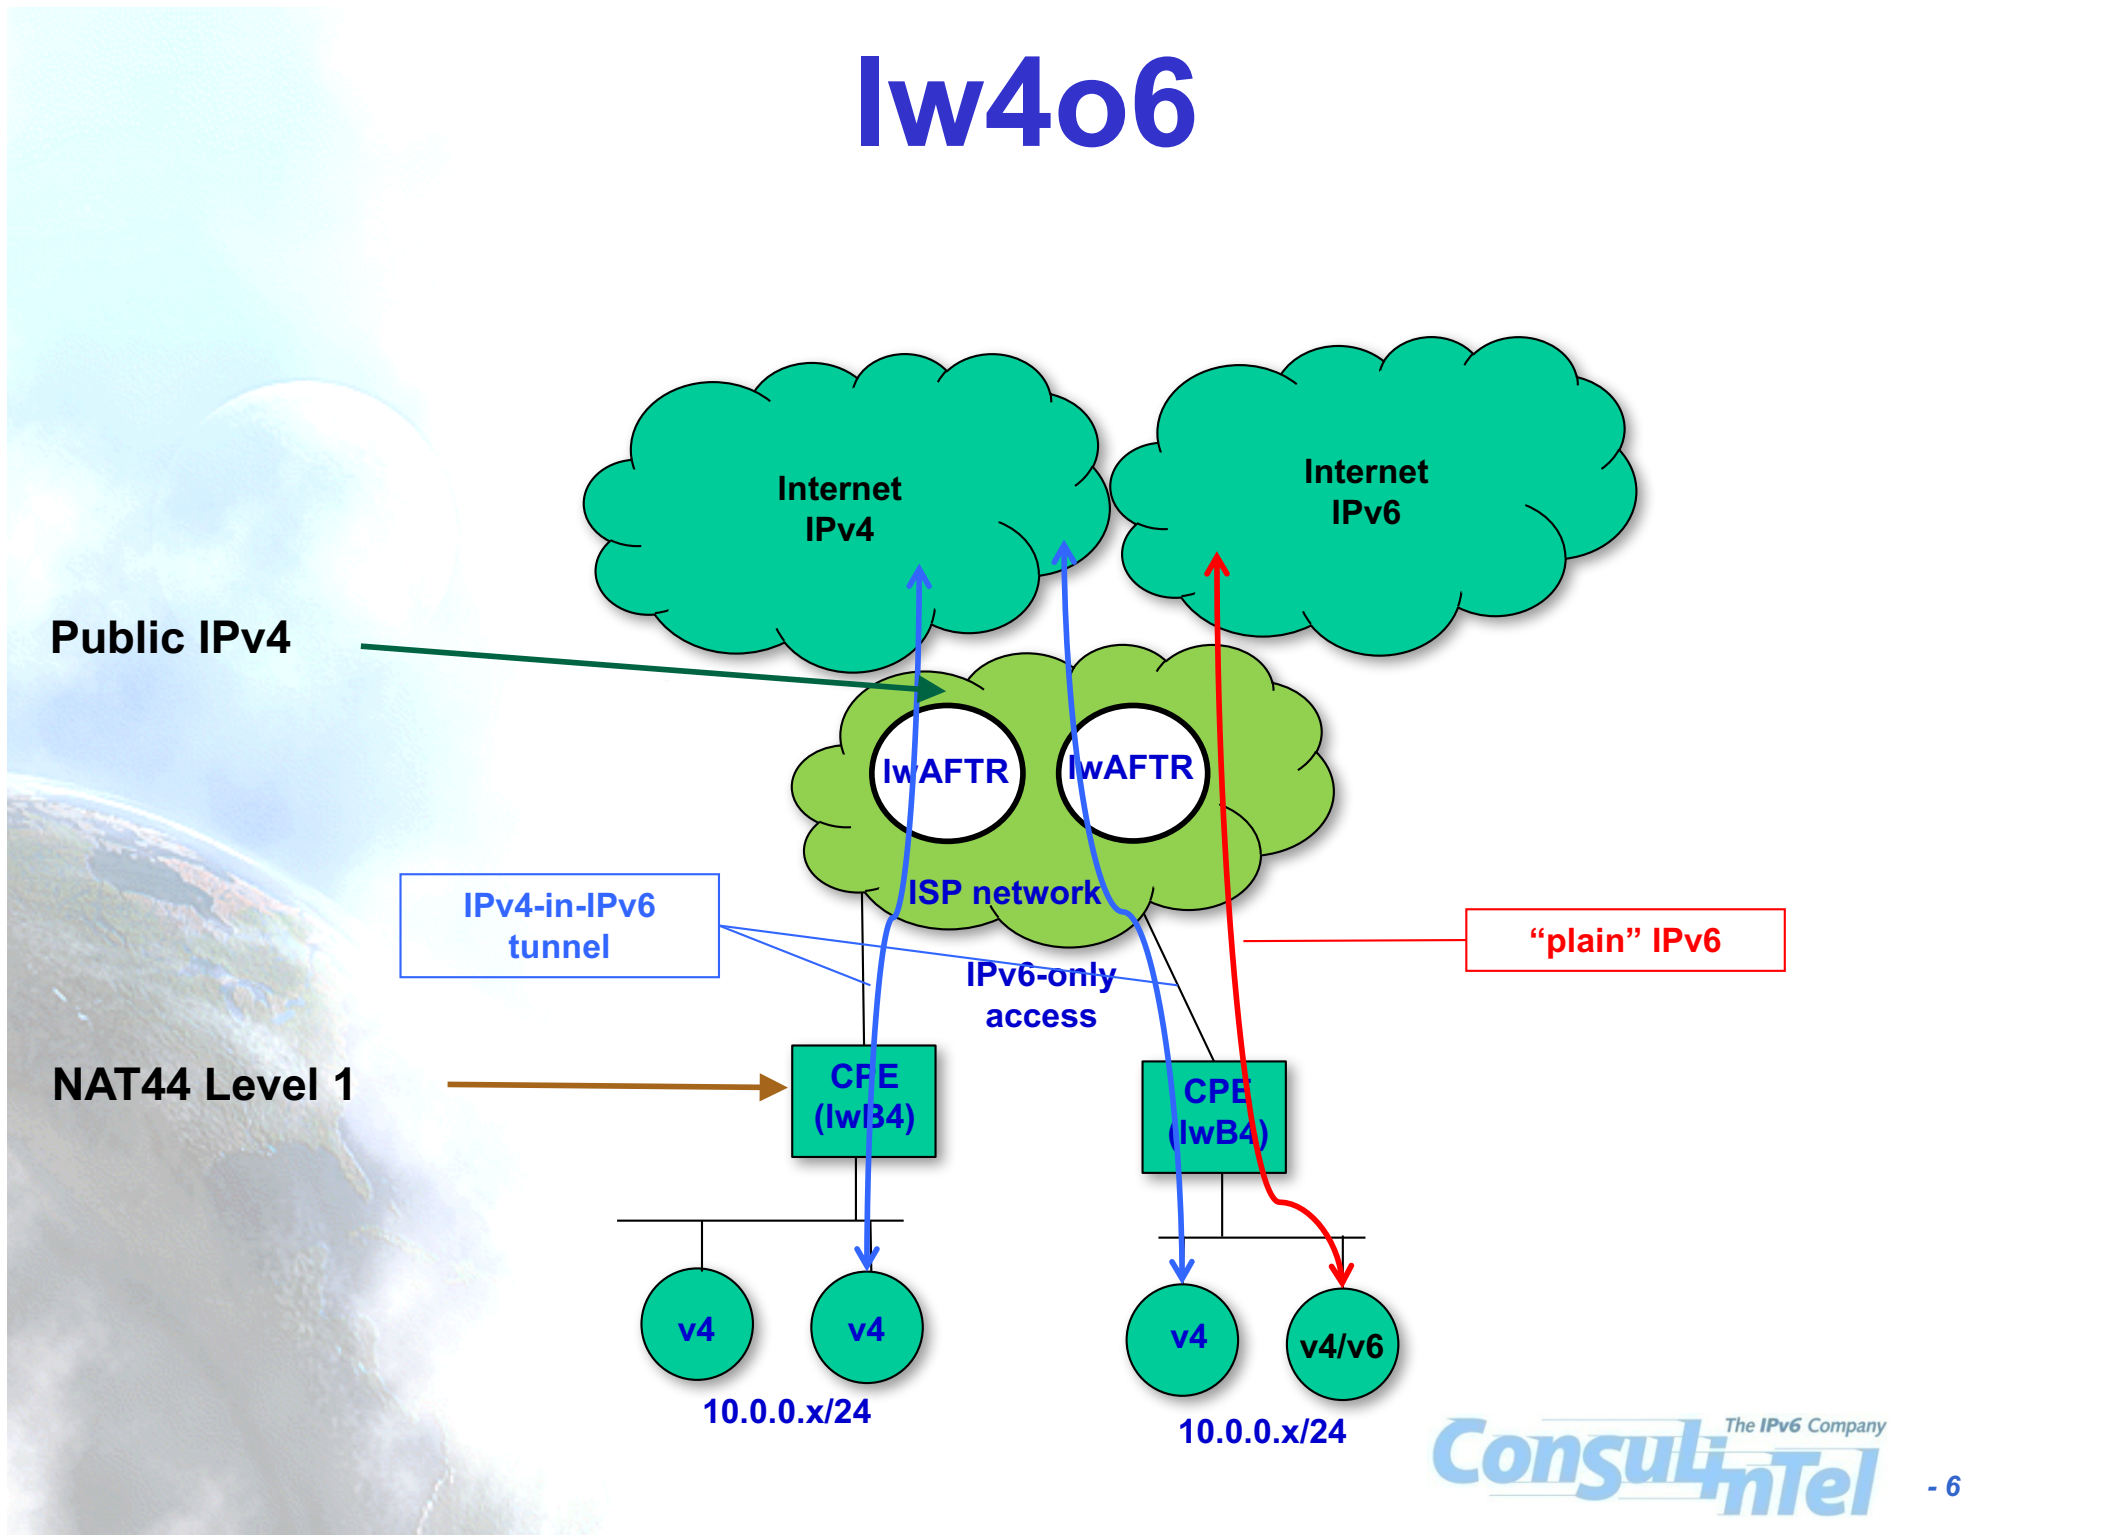 lw4o6
Internet
IPv4
Internet
IPv6
Public IPv4
lwAFTR
lwAFTR
ISP network
IPv4-in-IPv6
tunnel
"plain" IPv6
IPv6-only
access
NAT44 Level 1
CPE
(lwB4)
CPE
(lwB4)
v4
v4
v4
v4/v6
10.0.0.x/24
10.0.0.x/24
The IPv6 Company
ConsulIntel
- 6